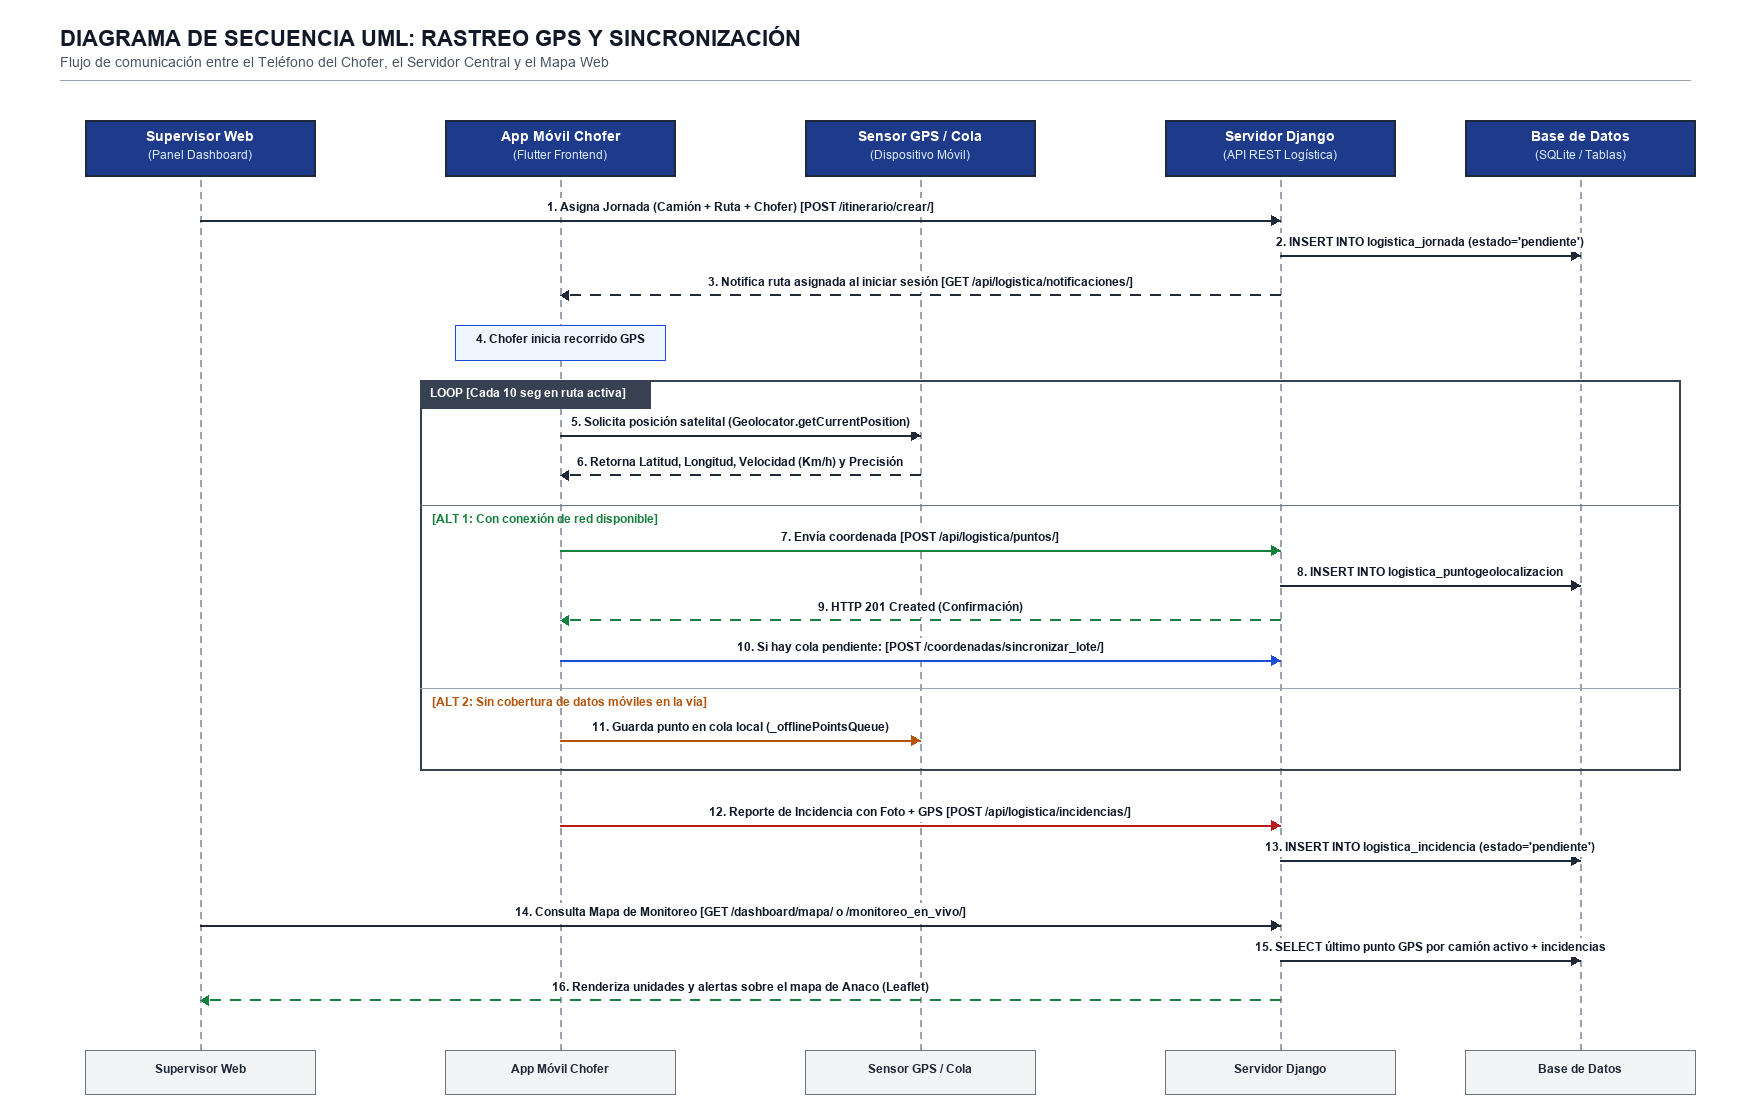 DIAGRAMA DE SECUENCIA UML: RASTREO GPS Y SINCRONIZACIÓN
Flujo de comunicación entre el Teléfono del Chofer, el Servidor Central y el Mapa Web
Supervisor Web
(Panel Dashboard)
App Móvil Chofer
(Flutter Frontend)
Sensor GPS / Cola
(Dispositivo Móvil)
Servidor Django
(API REST Logística)
Base de Datos
(SQLite / Tablas)
1. Asigna Jornada (Camión + Ruta + Chofer) [POST /itinerario/crear/]
2. INSERT INTO logistica_jornada (estado='pendiente')
3. Notifica ruta asignada al iniciar sesión [GET /api/logistica/notificaciones/]
4. Chofer inicia recorrido GPS
LOOP [Cada 10 seg en ruta activa]
5. Solicita posición satelital (Geolocator.getCurrentPosition)
6. Retorna Latitud, Longitud, Velocidad (Km/h) y Precisión
[ALT 1: Con conexión de red disponible]
7. Envía coordenada [POST /api/logistica/puntos/]
8. INSERT INTO logistica_puntogeolocalizacion
9. HTTP 201 Created (Confirmación)
10. Si hay cola pendiente: [POST /coordenadas/sincronizar_lote/]
[ALT 2: Sin cobertura de datos móviles en la vía]
11. Guarda punto en cola local (_offlinePointsQueue)
12. Reporte de Incidencia con Foto + GPS [POST /api/logistica/incidencias/]
13. INSERT INTO logistica_incidencia (estado='pendiente')
14. Consulta Mapa de Monitoreo [GET /dashboard/mapa/ o /monitoreo_en_vivo/]
15. SELECT último punto GPS por camión activo + incidencias
16. Renderiza unidades y alertas sobre el mapa de Anaco (Leaflet)
Supervisor Web
App Móvil Chofer
Sensor GPS / Cola
Servidor Django
Base de Datos